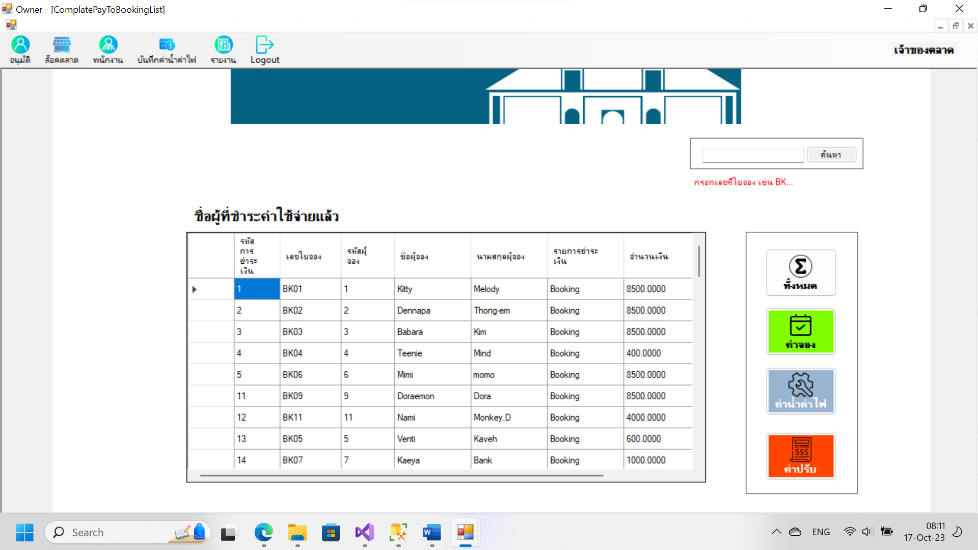 Owner - [ComplatePayToBookingList]
อนุมัติ ล็อคตลาด พนักงาน บันทึกค่าน้ำค่าไฟ รายงาน Logout เจ้าของตลาด
ค้นหา
กรอกเลขที่ใบจอง เช่น BK...
ชื่อผู้ที่ชำระค่าใช้จ่ายแล้ว
รหัสการชำระเงิน เลขใบจอง รหัสผู้จอง ชื่อผู้จอง นามสกุลผู้จอง รายการชำระเงิน จำนวนเงิน
1 BK01 1 Kitty Melody Booking 8500.0000
2 BK02 2 Dennapa Thong-em Booking 8500.0000
3 BK03 3 Babara Kim Booking 8500.0000
4 BK04 4 Teenie Mind Booking 400.0000
5 BK06 6 Mimi momo Booking 8500.0000
11 BK09 9 Doraemon Dora Booking 8500.0000
12 BK11 11 Nami Monkey.D Booking 4000.0000
13 BK05 5 Venti Kaveh Booking 600.0000
14 BK07 7 Kaeya Bank Booking 1000.0000
ทั้งหมด
ค่าจอง
ค่าน้ำค่าไฟ
$$$
ค่าปรับ
Search
ENG
08:11
17-Oct-23